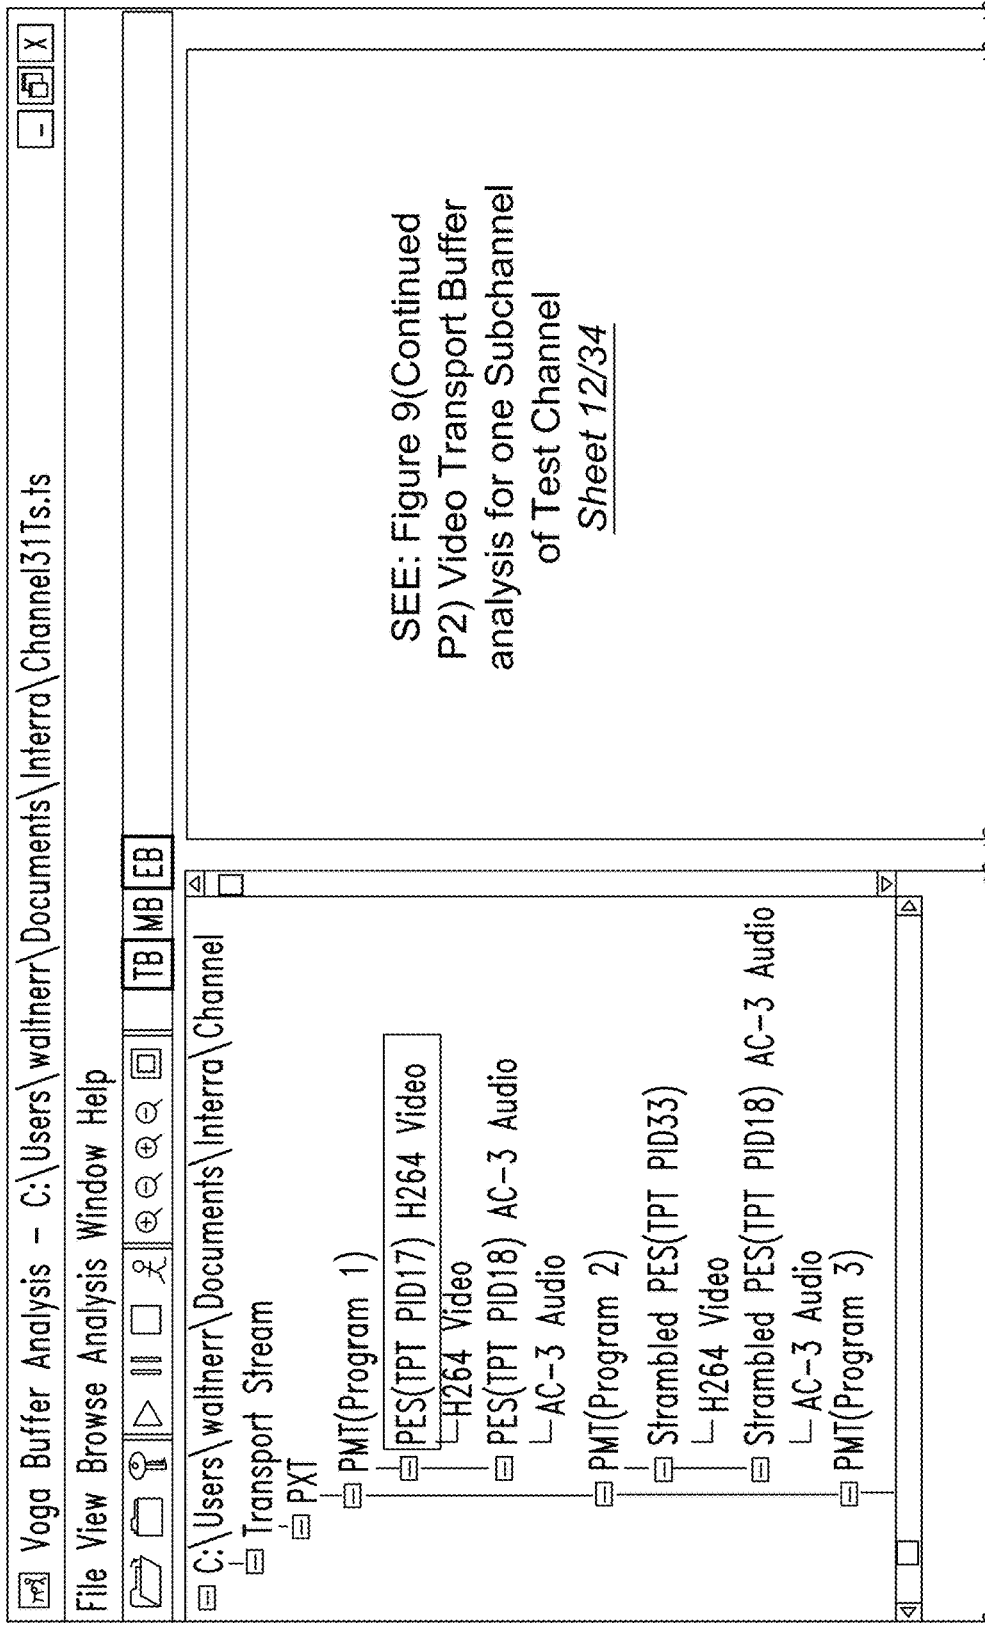 Voga Buffer Analysis – C:\Users\waltnerr\Documents\Interra\Channel31Ts.ts
– X
File View Browse Analysis Window Help
TB MB EB
C:\Users\waltnerr\Documents\Interra\Channel
Transport Stream
PXT
PMT(Program 1)
PES(TPT PID17) H264 Video
H264 Video
PES(TPT PID18) AC-3 Audio
AC-3 Audio
PMT(Program 2)
Strambled PES(TPT PID33)
H264 Video
Strambled PES(TPT PID18) AC-3 Audio
AC-3 Audio
PMT(Program 3)
SEE: Figure 9(Continued
P2) Video Transport Buffer
analysis for one Subchannel
of Test Channel
Sheet 12/34